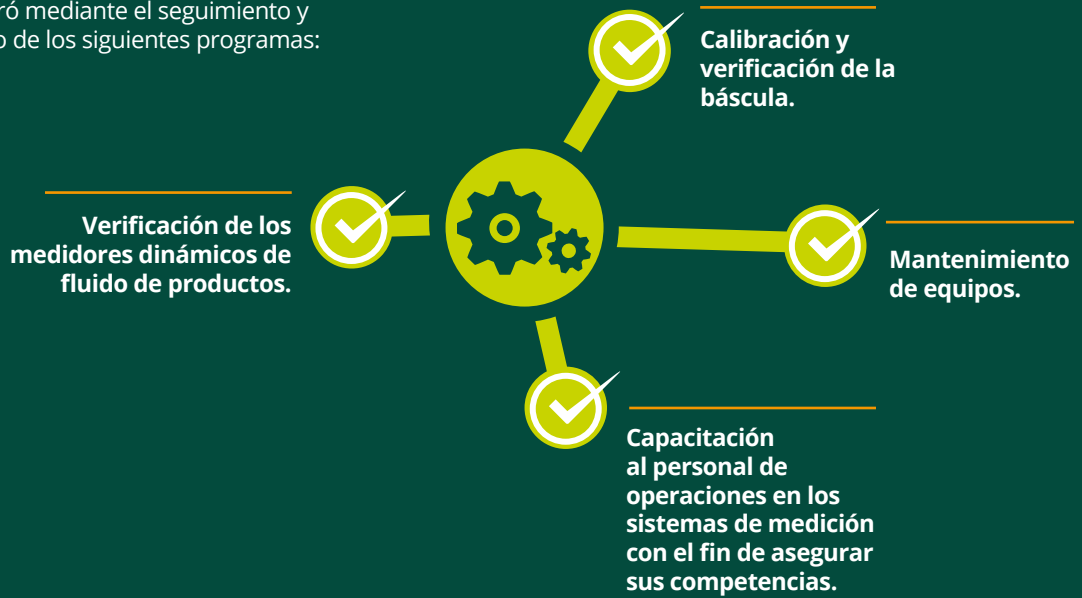 mediante el seguimiento y
de los siguientes programas:
Calibración y
verificación de la
báscula.
Verificación de los
medidores dinámicos de
fluido de productos.
Mantenimiento
de equipos.
Capacitación
al personal de
operaciones en los
sistemas de medición
con el fin de asegurar
sus competencias.